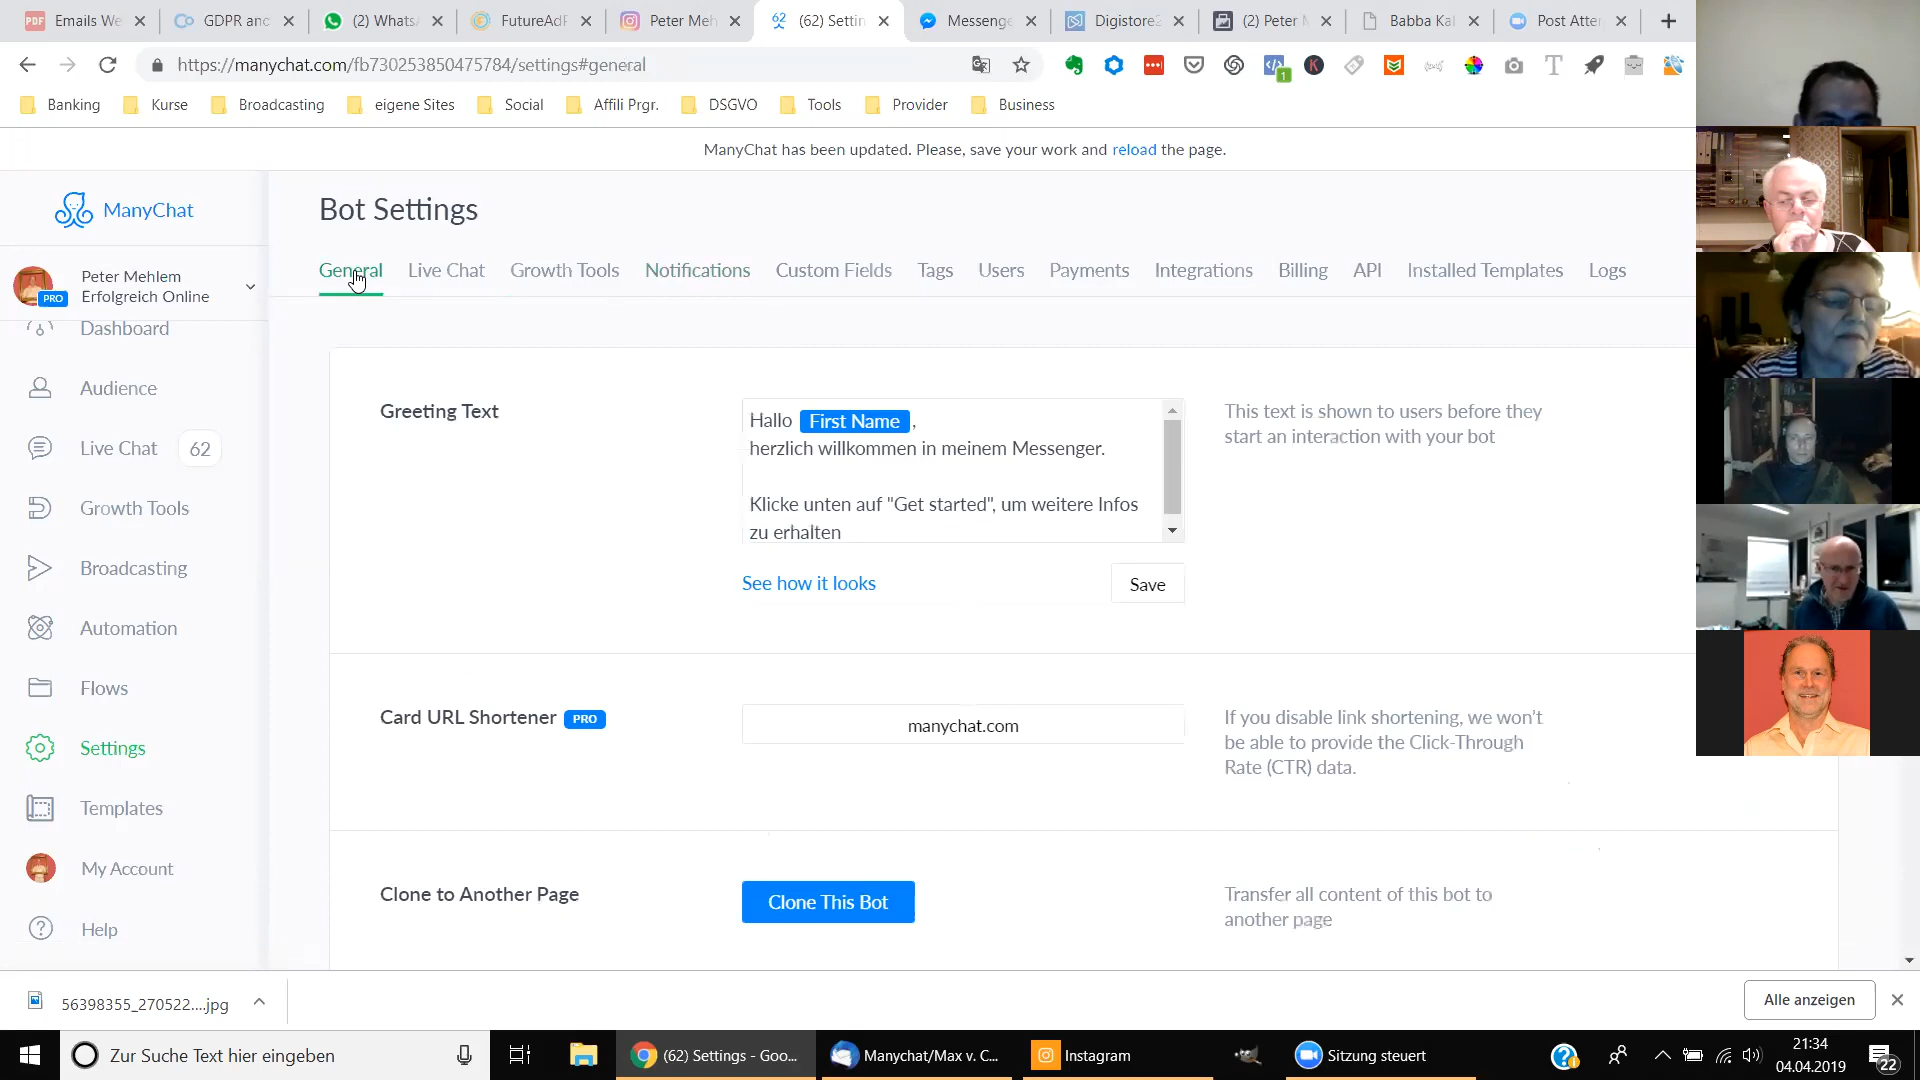 Emails We
GDPR and
(2) WhatsA
FutureAdP
Peter Meh
(62) Settin
Messenge
Digistore2
(2) Peter M
Babba Kal
Post Atter
https://manychat.com/fb730253850475784/settings#general
Banking
Kurse
Broadcasting
eigene Sites
Social
Affili Prgr.
DSGVO
Tools
Provider
Business
ManyChat has been updated. Please, save your work and reload the page.
ManyChat
Bot Settings
Peter Mehlem
Erfolgreich Online
PRO
General
Live Chat
Growth Tools
Notifications
Custom Fields
Tags
Users
Payments
Integrations
Billing
API
Installed Templates
Logs
Dashboard
Audience
Live Chat 62
Growth Tools
Broadcasting
Automation
Flows
Settings
Templates
My Account
Help
Greeting Text
Hallo First Name ,
herzlich willkommen in meinem Messenger.
Klicke unten auf "Get started", um weitere Infos
zu erhalten
This text is shown to users before they
start an interaction with your bot
See how it looks
Save
Card URL Shortener PRO
manychat.com
If you disable link shortening, we won't
be able to provide the Click-Through
Rate (CTR) data.
Clone to Another Page
Clone This Bot
Transfer all content of this bot to
another page
56398355_270522....jpg
Alle anzeigen
Zur Suche Text hier eingeben
(62) Settings - Goo...
Manychat/Max v. C...
Instagram
Sitzung steuert
21:34
04.04.2019
22